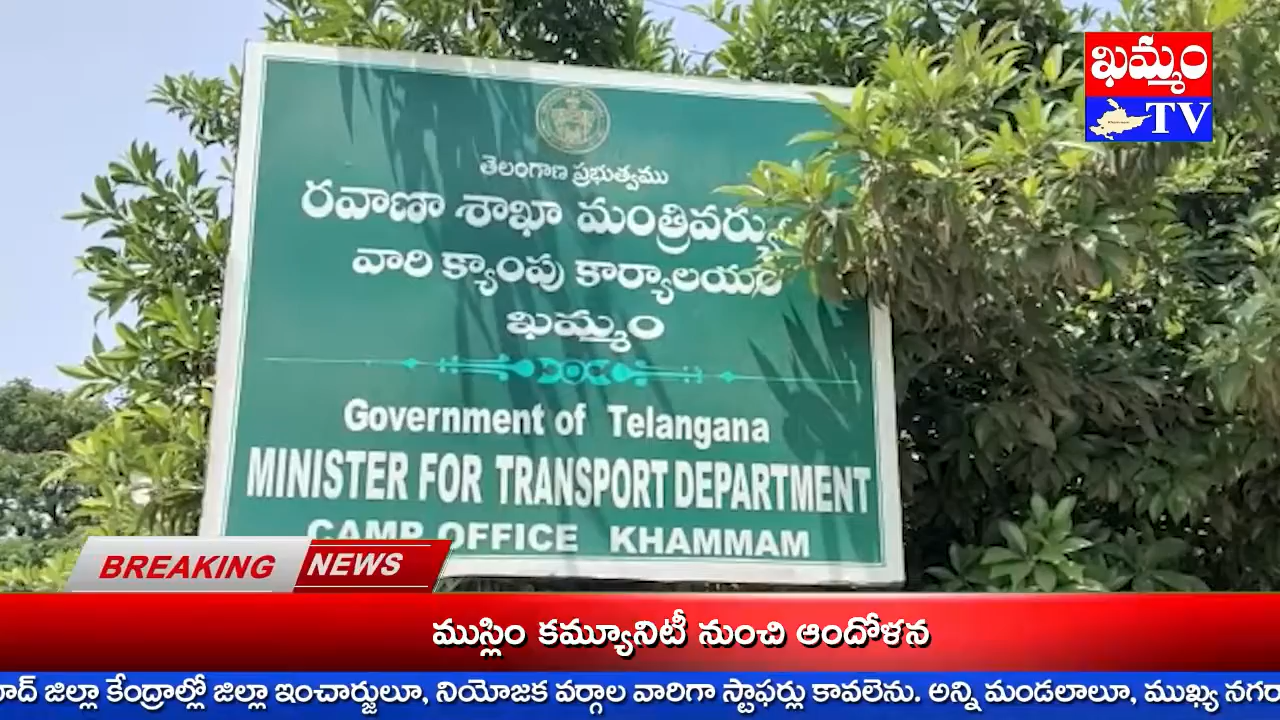 ఖమ్మం
TV
తెలంగాణ ప్రభుత్వము
రవాణా శాఖా మంత్రివర్యు
వారి క్యాంపు కార్యాలయం
ఖమ్మం
Government of Telangana
MINISTER FOR TRANSPORT DEPARTMENT
CAMP OFFICE KHAMMAM
BREAKING NEWS
ముస్లిం కమ్యూనిటీ నుంచి ఆందోళన
జిల్లా కేంద్రాల్లో జిల్లా ఇంచార్జులూ, నియోజక వర్గాల వారిగా స్టాఫర్లు కావలెను. అన్ని మండలాలూ, ముఖ్య